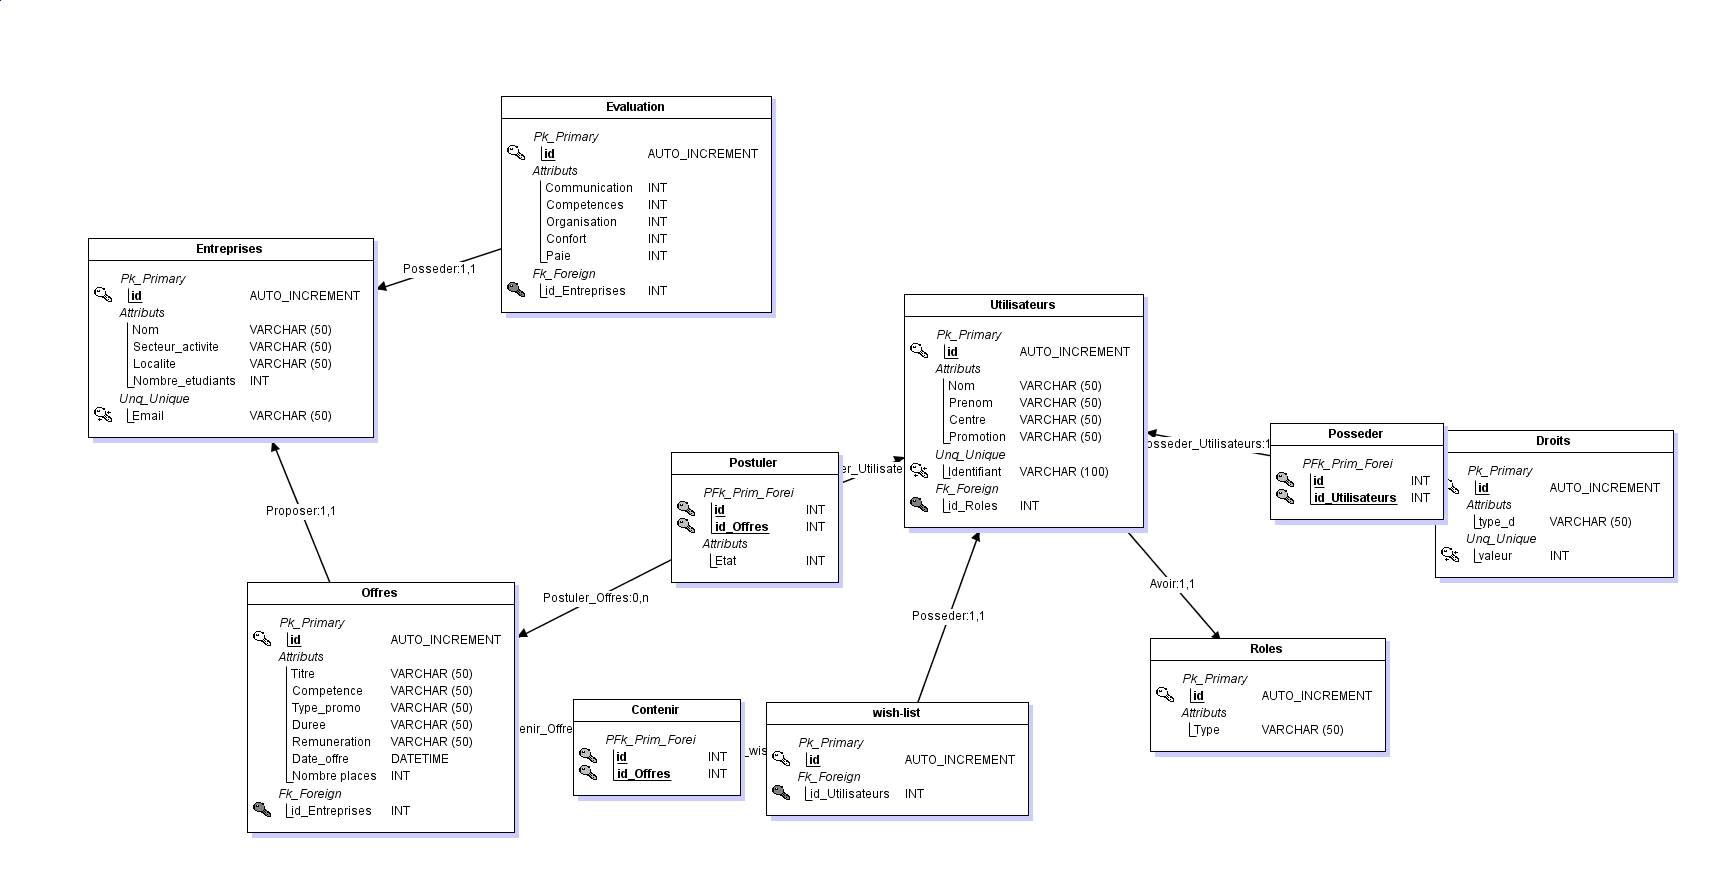 Evaluation
Pk_Primary
id AUTO_INCREMENT
Attributs
Communication INT
Competences INT
Organisation INT
Confort INT
Paie INT
Fk_Foreign
id_Entreprises INT
Entreprises
Pk_Primary
id AUTO_INCREMENT
Attributs
Nom VARCHAR (50)
Secteur_activite VARCHAR (50)
Localite VARCHAR (50)
Nombre_etudiants INT
Unq_Unique
Email VARCHAR (50)
Posseder:1,1
Utilisateurs
Pk_Primary
id AUTO_INCREMENT
Attributs
Nom VARCHAR (50)
Prenom VARCHAR (50)
Centre VARCHAR (50)
Promotion VARCHAR (50)
Unq_Unique
Identifiant VARCHAR (100)
Fk_Foreign
id_Roles INT
osseder_Utilisateurs:1
Posseder
PFk_Prim_Forei
id INT
id_Utilisateurs INT
Droits
Pk_Primary
id AUTO_INCREMENT
Attributs
type_d VARCHAR (50)
Unq_Unique
valeur INT
Postuler
PFk_Prim_Forei
id INT
id_Offres INT
Attributs
Etat INT
er_Utilisate
Proposer:1,1
Postuler_Offres:0,n
Posseder:1,1
Avoir:1,1
Offres
Pk_Primary
id AUTO_INCREMENT
Attributs
Titre VARCHAR (50)
Competence VARCHAR (50)
Type_promo VARCHAR (50)
Duree VARCHAR (50)
Remuneration VARCHAR (50)
Date_offre DATETIME
Nombre places INT
Fk_Foreign
id_Entreprises INT
enir_Offre
Contenir
PFk_Prim_Forei
id INT
id_Offres INT
_wis
wish-list
Pk_Primary
id AUTO_INCREMENT
Fk_Foreign
id_Utilisateurs INT
Roles
Pk_Primary
id AUTO_INCREMENT
Attributs
Type VARCHAR (50)